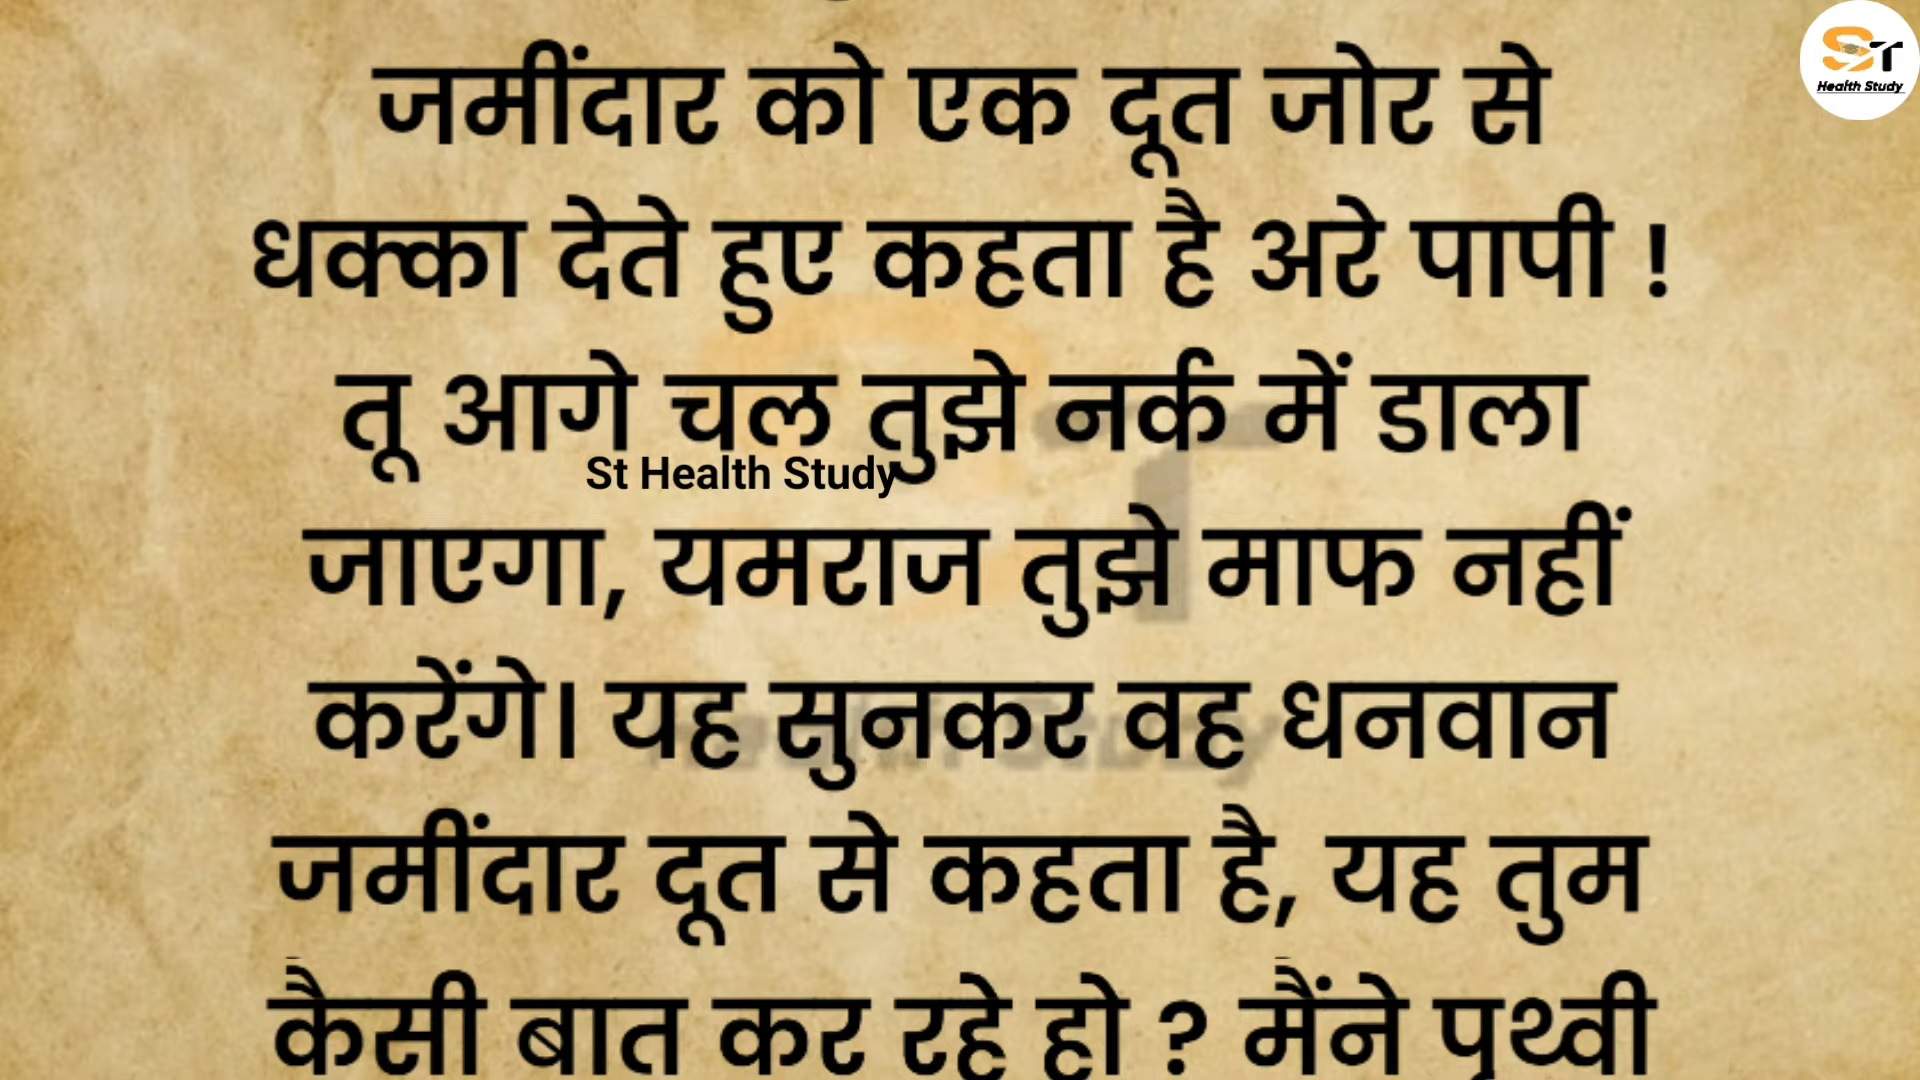 ST
Health Study
जमींदार को एक दूत जोर से
धक्का देते हुए कहता है अरे पापी !
तू आगे चल तुझे नर्क में डाला
St Health Study
जाएगा, यमराज तुझे माफ नहीं
करेंगे। यह सुनकर वह धनवान
जमींदार दूत से कहता है, यह तुम
कैसी बात कर रहे हो ? मैंने पृथ्वी